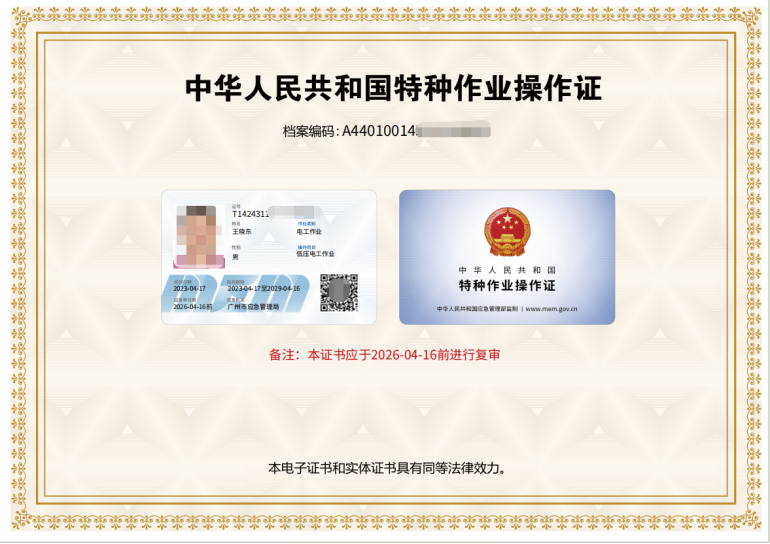 中华人民共和国特种作业操作证
档案编码：A44010014
证号
T1424311
姓名
王晓东
作业类别
电工作业
性别
男
操作项目
低压电工作业
初领日期
2023-04-17
有效期限
2023-04-17至2029-04-16
应复审日期
2026-04-16前
签发机关
广州市应急管理局
中华人民共和国
特种作业操作证
中华人民共和国应急管理部监制 | www.mem.gov.cn
备注：本证书应于2026-04-16前进行复审
本电子证书和实体证书具有同等法律效力。